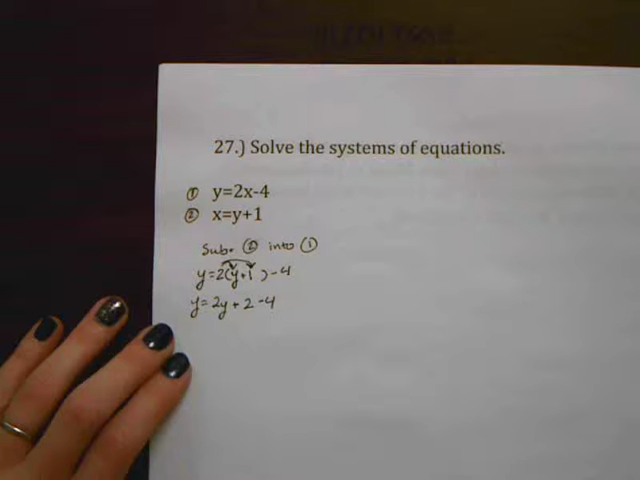 27.) Solve the systems of equations.
① y=2x-4
② x=y+1
Sub. ② into ①
y=2(y+1)-4
y=2y+2-4